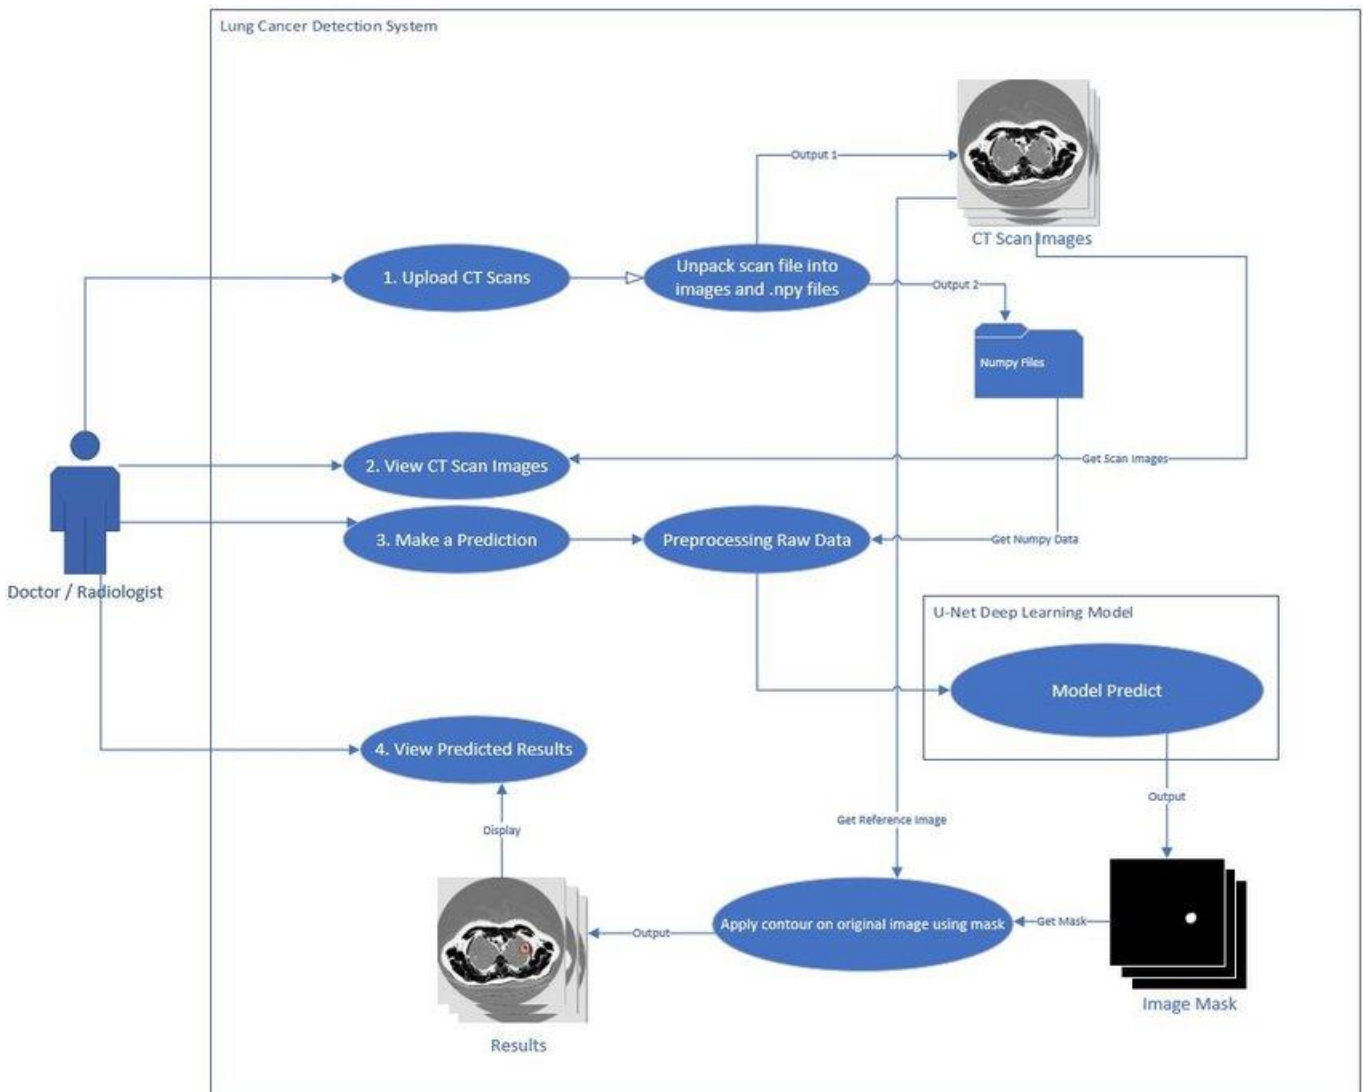 Lung Cancer Detection System
Output 1
CT Scan Images
1. Upload CT Scans
Unpack scan file into
images and .npy files
Output 2
Numpy Files
2. View CT Scan Images
Get Scan Images
3. Make a Prediction
Preprocessing Raw Data
Get Numpy Data
Doctor / Radiologist
U-Net Deep Learning Model
Model Predict
4. View Predicted Results
Output
Display
Get Reference Image
Apply contour on original image using mask
Get Mask
Output
Image Mask
Results